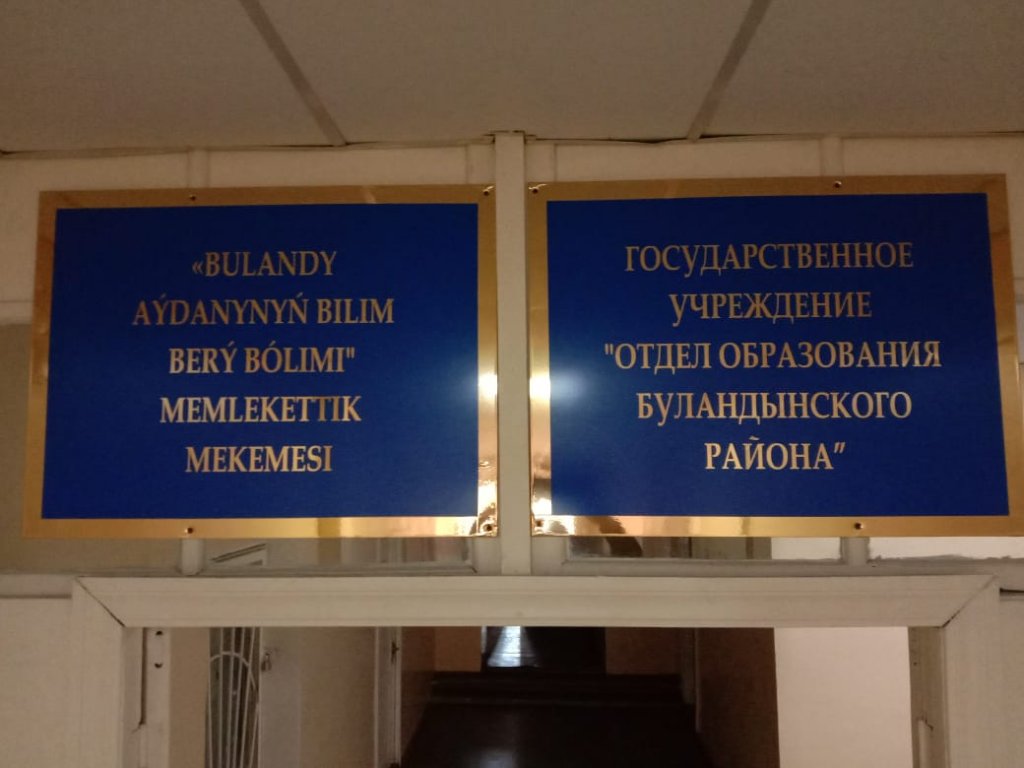 «BULANDY
AÝDANYNYŃ BILIM
BERÝ BÓLIMI"
MEMLEKETTIK
MEKEMESI
ГОСУДАРСТВЕННОЕ
УЧРЕЖДЕНИЕ
"ОТДЕЛ ОБРАЗОВАНИЯ
БУЛАНДЫНСКОГО
РАЙОНА"